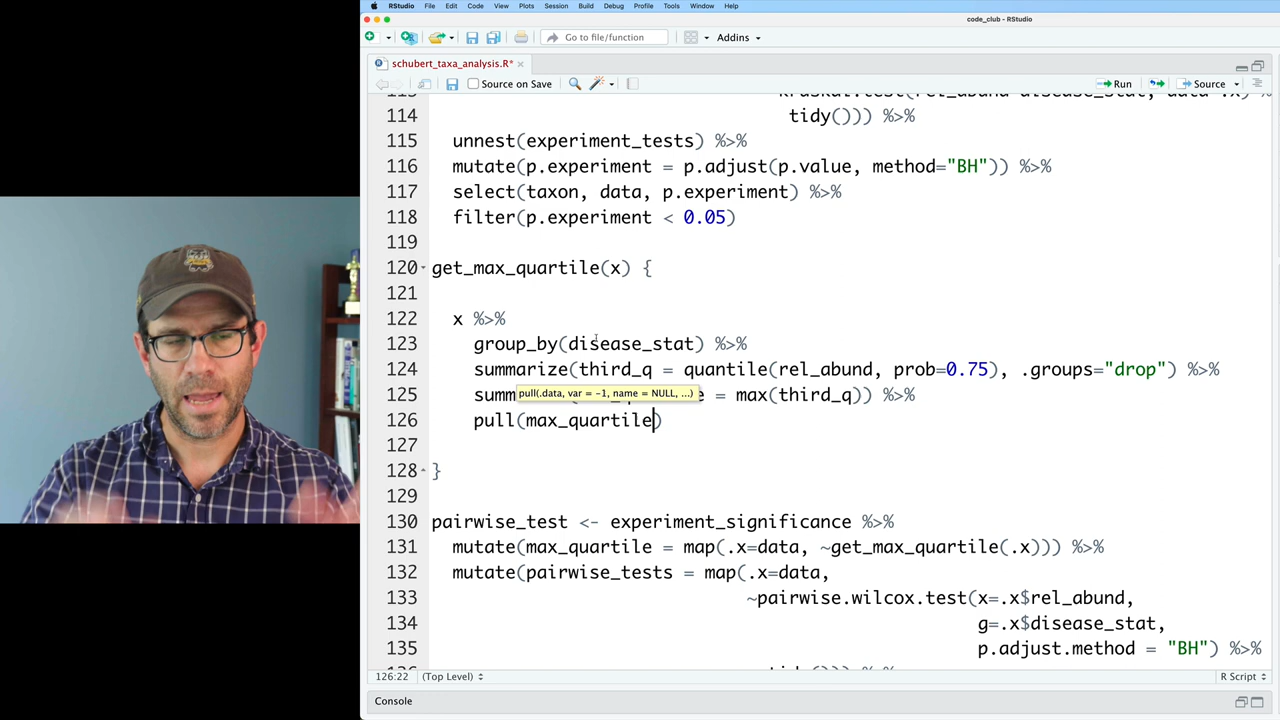 RStudio File Edit Code View Plots Session Build Debug Profile Tools Window Help
code_club - RStudio
Go to file/function
Addins
schubert_taxa_analysis.R*
Source on Save
Run
Source
114 tidy())) %>%
115 unnest(experiment_tests) %>%
116 mutate(p.experiment = p.adjust(p.value, method="BH")) %>%
117 select(taxon, data, p.experiment) %>%
118 filter(p.experiment < 0.05)
119
120 get_max_quartile(x) {
121
122 x %>%
123 group_by(disease_stat) %>%
124 summarize(third_q = quantile(rel_abund, prob=0.75), .groups="drop") %>%
pull(.data, var = -1, name = NULL, ...)
125 summ = max(third_q)) %>%
126 pull(max_quartile)
127
128 }
129
130 pairwise_test <- experiment_significance %>%
131 mutate(max_quartile = map(.x=data, ~get_max_quartile(.x))) %>%
132 mutate(pairwise_tests = map(.x=data,
133 ~pairwise.wilcox.test(x=.x$rel_abund,
134 g=.x$disease_stat,
135 p.adjust.method = "BH") %>%
126:22 (Top Level) R Script
Console